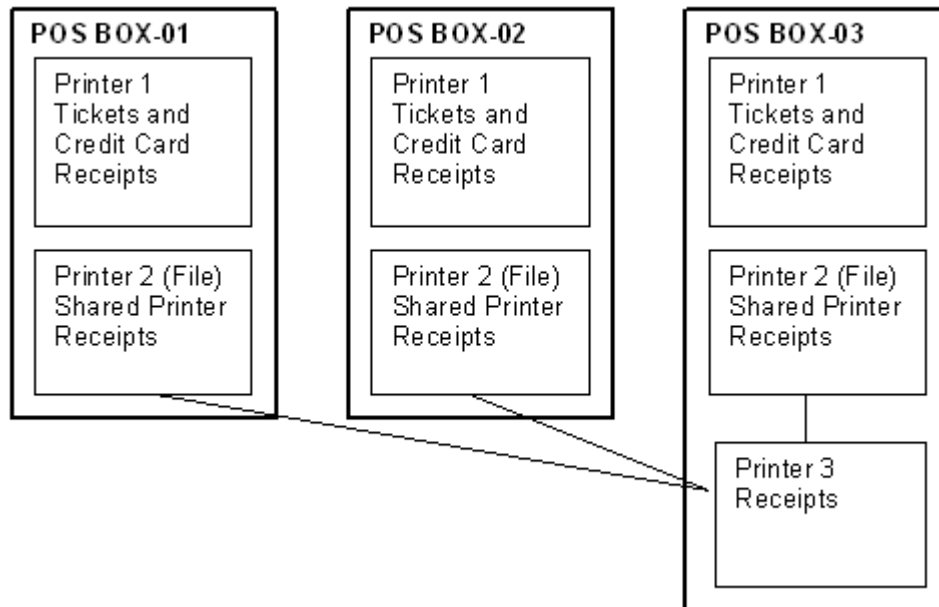 POS BOX-01
Printer 1
Tickets and
Credit Card
Receipts
Printer 2 (File)
Shared Printer
Receipts
POS BOX-02
Printer 1
Tickets and
Credit Card
Receipts
Printer 2 (File)
Shared Printer
Receipts
POS BOX-03
Printer 1
Tickets and
Credit Card
Receipts
Printer 2 (File)
Shared Printer
Receipts
Printer 3
Receipts